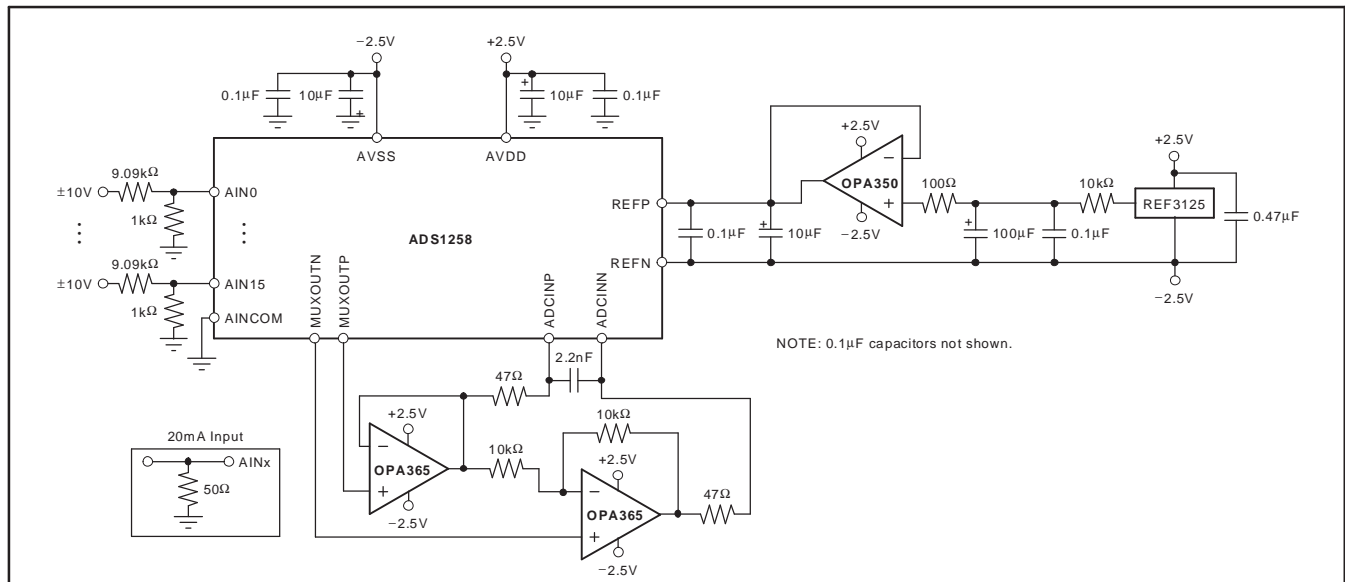 −2.5V
+2.5V
0.1μF
10μF
+
+
10μF
0.1μF
AVSS
AVDD
+2.5V
+2.5V
±10V
9.09kΩ
AIN0
1kΩ
REFP
−
OPA350
+
−2.5V
100Ω
10kΩ
REF3125
0.47μF
⋮
⋮
ADS1258
0.1μF
+
10μF
+
100μF
0.1μF
±10V
9.09kΩ
AIN15
1kΩ
REFN
−2.5V
AINCOM
MUXOUTN
MUXOUTP
ADCINP
ADCINN
2.2nF
NOTE: 0.1μF capacitors not shown.
47Ω
+2.5V
−
OPA365
+
−2.5V
10kΩ
10kΩ
+2.5V
−
OPA365
+
−2.5V
47Ω
20mA Input
AINx
50Ω